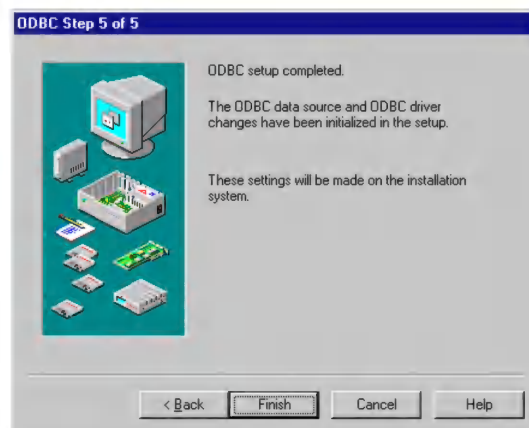 ODBC Step 5 of 5
ODBC setup completed.
The ODBC data source and ODBC driver
changes have been initialized in the setup.
These settings will be made on the installation
system.
< Back
Finish
Cancel
Help